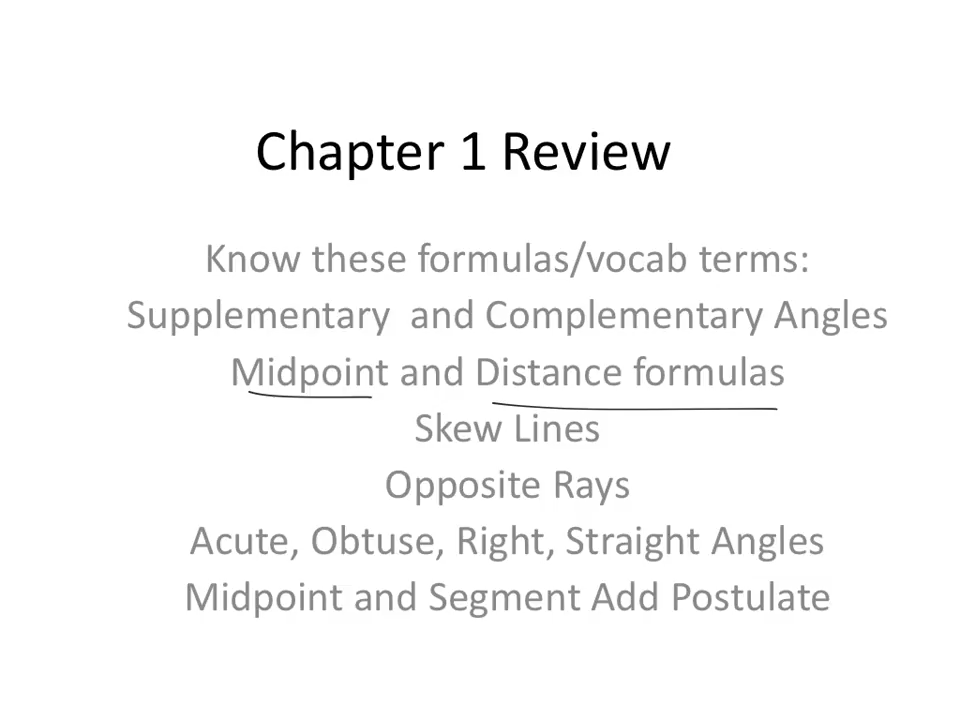 Chapter 1 Review
Know these formulas/vocab terms:
Supplementary  and Complementary Angles
Midpoint and Distance formulas
Skew Lines
Opposite Rays
Acute, Obtuse, Right, Straight Angles
Midpoint and Segment Add Postulate